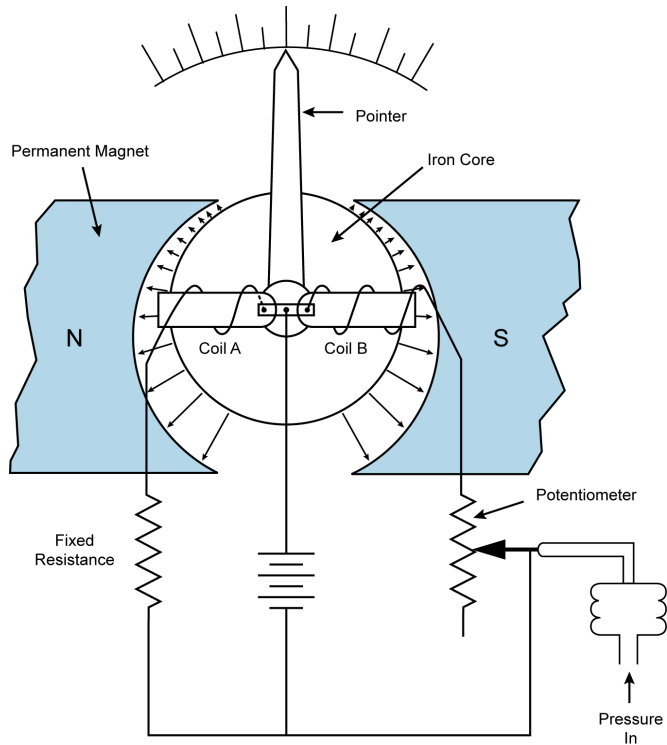 Pointer
Permanent Magnet
Iron Core
N
S
Coil A
Coil B
Potentiometer
Fixed
Resistance
Pressure
In